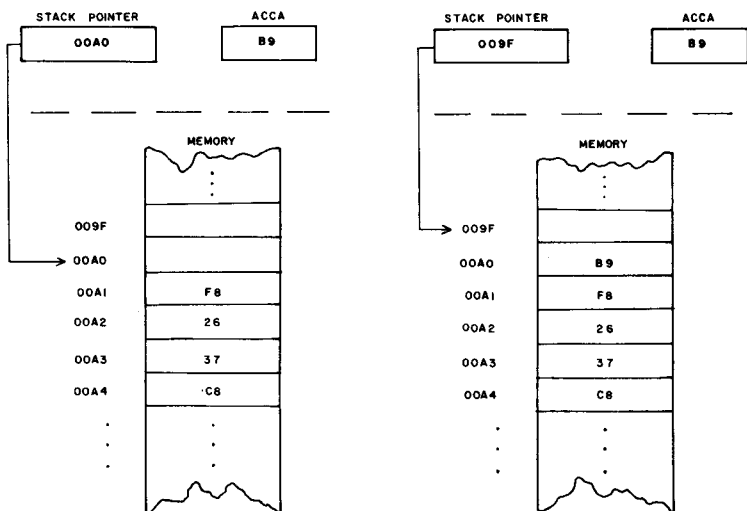 STACK POINTER
00A0
ACCA
B9
MEMORY
009F
00A0
00A1 F8
00A2 26
00A3 37
00A4 C8
STACK POINTER
009F
ACCA
B9
MEMORY
009F
00A0 B9
00A1 F8
00A2 26
00A3 37
00A4 C8